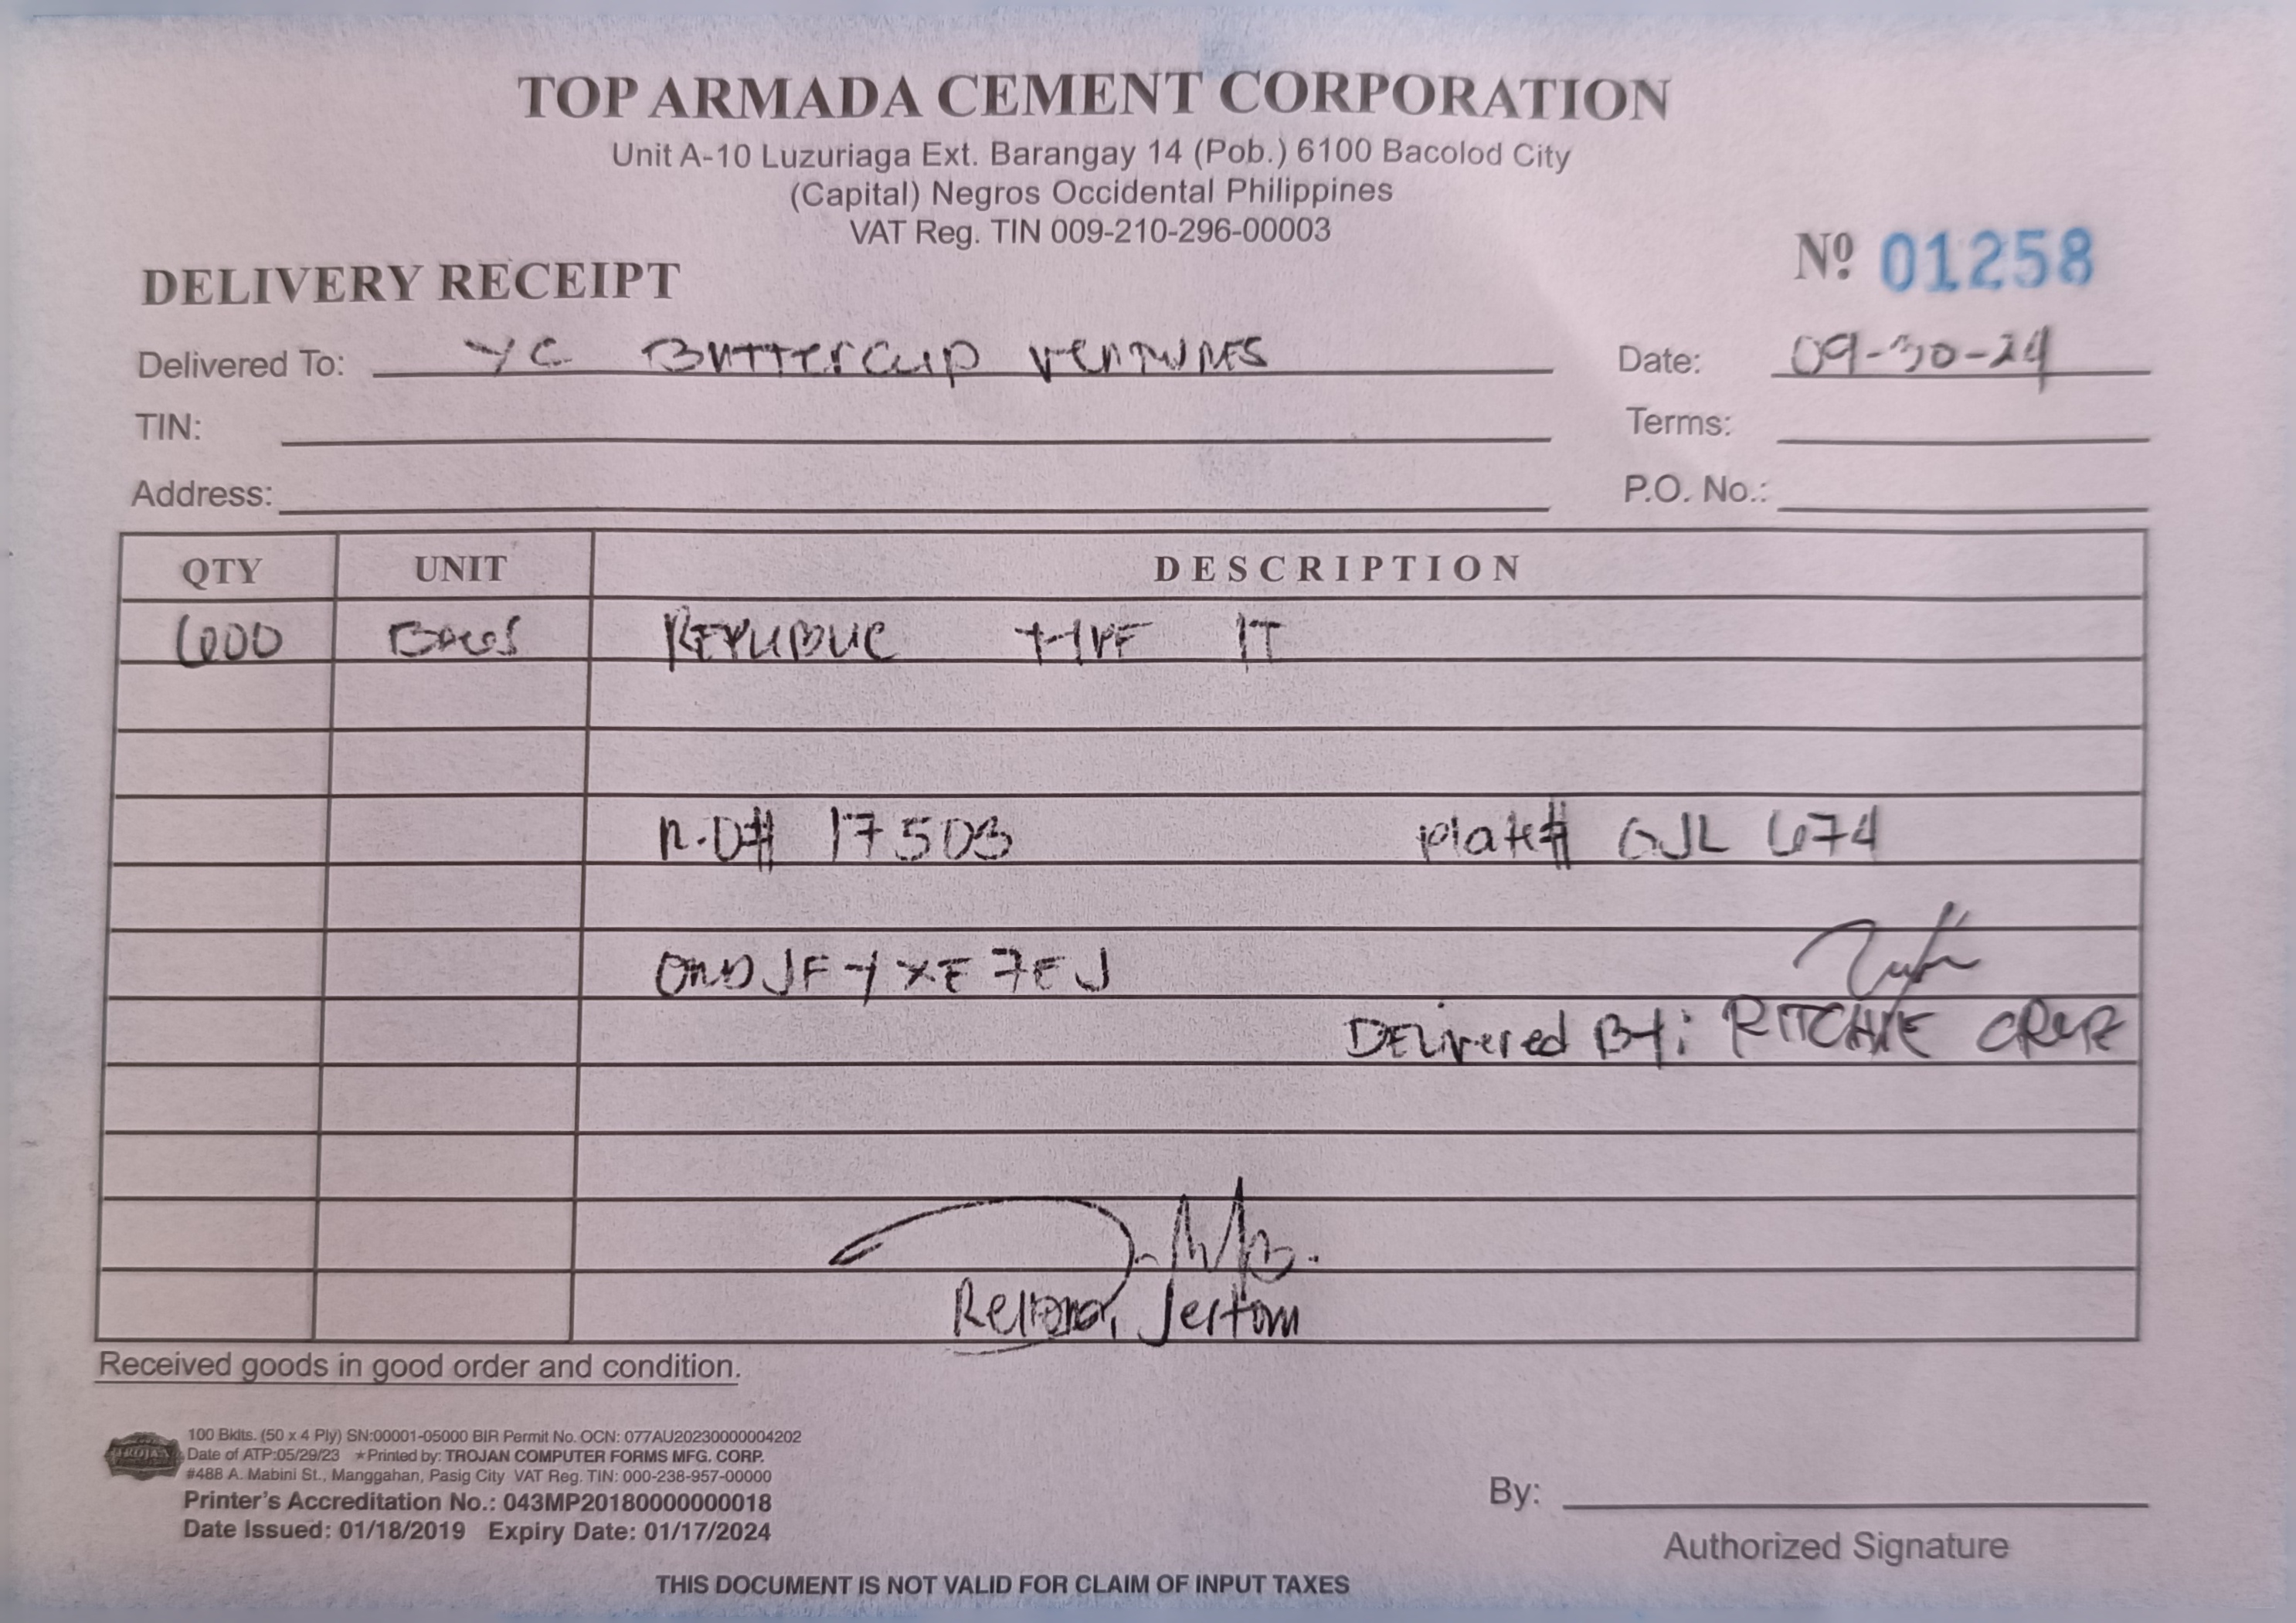 TOP ARMADA CEMENT CORPORATION
Unit A-10 Luzuriaga Ext. Barangay 14 (Pob.) 6100 Bacolod City
(Capital) Negros Occidental Philippines
VAT Reg. TIN 009-210-296-00003
DELIVERY RECEIPT
Nº 01258
Delivered To: YC Buttercup Ventures
Date: 09-30-24
TIN:
Terms:
Address:
P.O. No.:
QTY UNIT DESCRIPTION
600 Bags REPUBLIC IT
# 17503 Plate# GJL 674
Delivered By: RITCHIE CRUZ
Jestom
Received goods in good order and condition.
TROJAN
100 Bklts. (50 x 4 Ply) SN:00001-05000 BIR Permit No. OCN: 077AU20230000004202
Date of ATP:05/29/23 ★Printed by: TROJAN COMPUTER FORMS MFG. CORP.
#488 A. Mabini St., Manggahan, Pasig City VAT Reg. TIN: 000-238-957-00000
Printer's Accreditation No.: 043MP20180000000018
Date Issued: 01/18/2019 Expiry Date: 01/17/2024
By:
Authorized Signature
THIS DOCUMENT IS NOT VALID FOR CLAIM OF INPUT TAXES